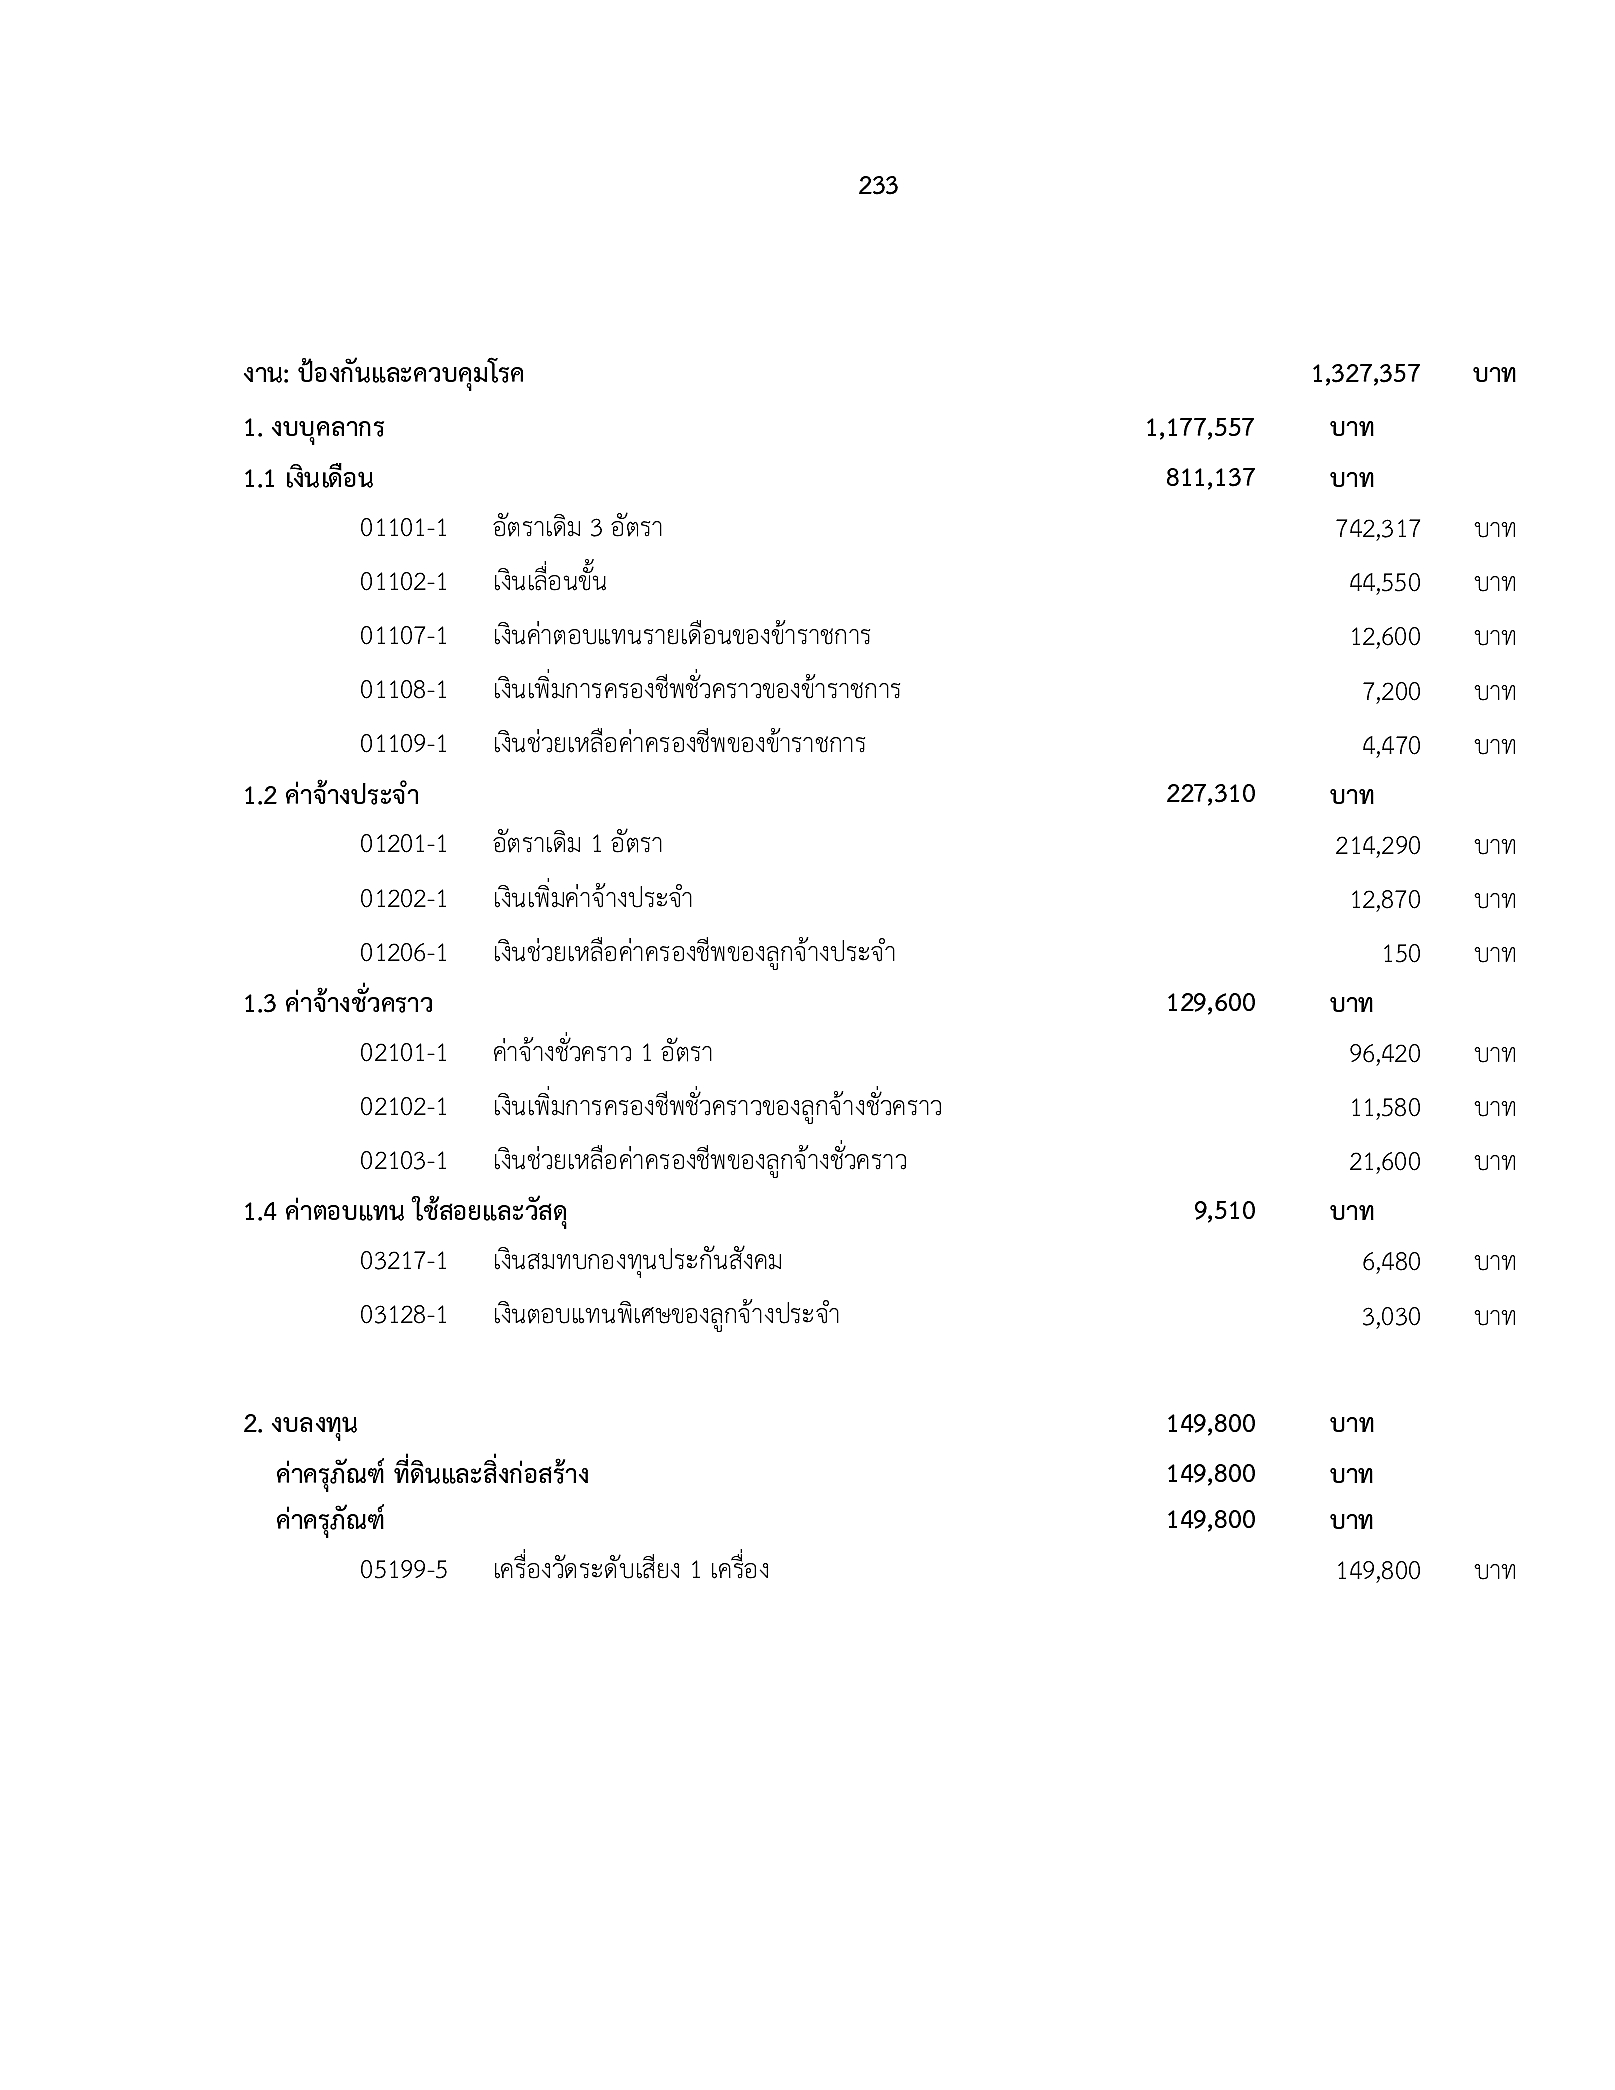 233
งาน: ป้องกันและควบคุมโรค 1,327,357 บาท
1. งบบุคลากร 1,177,557 บาท
1.1 เงินเดือน 811,137 บาท
01101-1 อัตราเดิม 3 อัตรา 742,317 บาท
01102-1 เงินเลื่อนขั้น 44,550 บาท
01107-1 เงินค่าตอบแทนรายเดือนของข้าราชการ 12,600 บาท
01108-1 เงินเพิ่มการครองชีพชั่วคราวของข้าราชการ 7,200 บาท
01109-1 เงินช่วยเหลือค่าครองชีพของข้าราชการ 4,470 บาท
1.2 ค่าจ้างประจำ 227,310 บาท
01201-1 อัตราเดิม 1 อัตรา 214,290 บาท
01202-1 เงินเพิ่มค่าจ้างประจำ 12,870 บาท
01206-1 เงินช่วยเหลือค่าครองชีพของลูกจ้างประจำ 150 บาท
1.3 ค่าจ้างชั่วคราว 129,600 บาท
02101-1 ค่าจ้างชั่วคราว 1 อัตรา 96,420 บาท
02102-1 เงินเพิ่มการครองชีพชั่วคราวของลูกจ้างชั่วคราว 11,580 บาท
02103-1 เงินช่วยเหลือค่าครองชีพของลูกจ้างชั่วคราว 21,600 บาท
1.4 ค่าตอบแทน ใช้สอยและวัสดุ 9,510 บาท
03217-1 เงินสมทบกองทุนประกันสังคม 6,480 บาท
03128-1 เงินตอบแทนพิเศษของลูกจ้างประจำ 3,030 บาท
2. งบลงทุน 149,800 บาท
ค่าครุภัณฑ์ ที่ดินและสิ่งก่อสร้าง 149,800 บาท
ค่าครุภัณฑ์ 149,800 บาท
05199-5 เครื่องวัดระดับเสียง 1 เครื่อง 149,800 บาท